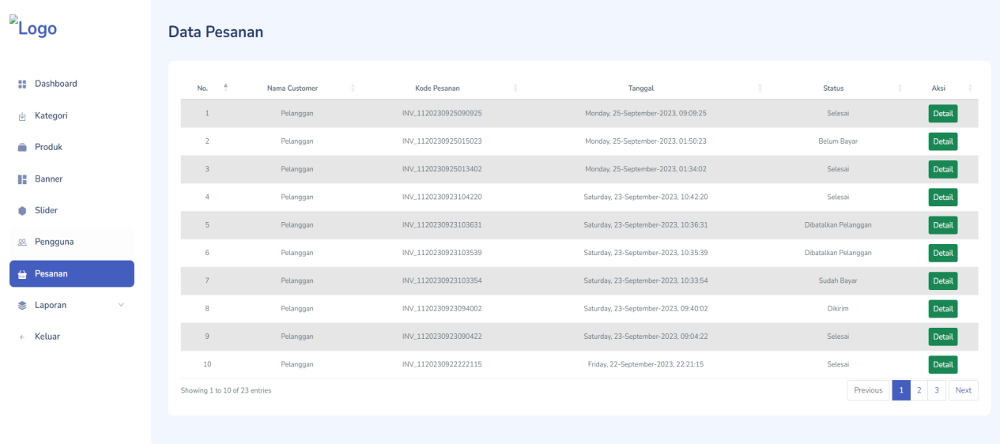 Logo
Dashboard
Kategori
Produk
Banner
Slider
Pengguna
Pesanan
Laporan
Keluar
Data Pesanan
No. Nama Customer Kode Pesanan Tanggal Status Aksi
1 Pelanggan INV_1120230925090925 Monday, 25-September-2023, 09:09:25 Selesai Detail
2 Pelanggan INV_1120230925015023 Monday, 25-September-2023, 01:50:23 Belum Bayar Detail
3 Pelanggan INV_1120230925013402 Monday, 25-September-2023, 01:34:02 Selesai Detail
4 Pelanggan INV_1120230923104220 Saturday, 23-September-2023, 10:42:20 Selesai Detail
5 Pelanggan INV_1120230923103631 Saturday, 23-September-2023, 10:36:31 Dibatalkan Pelanggan Detail
6 Pelanggan INV_1120230923103539 Saturday, 23-September-2023, 10:35:39 Dibatalkan Pelanggan Detail
7 Pelanggan INV_1120230923103354 Saturday, 23-September-2023, 10:33:54 Sudah Bayar Detail
8 Pelanggan INV_1120230923094002 Saturday, 23-September-2023, 09:40:02 Dikirim Detail
9 Pelanggan INV_1120230923090422 Saturday, 23-September-2023, 09:04:22 Selesai Detail
10 Pelanggan INV_1120230922222115 Friday, 22-September-2023, 22:21:15 Selesai Detail
Showing 1 to 10 of 23 entries
Previous 1 2 3 Next